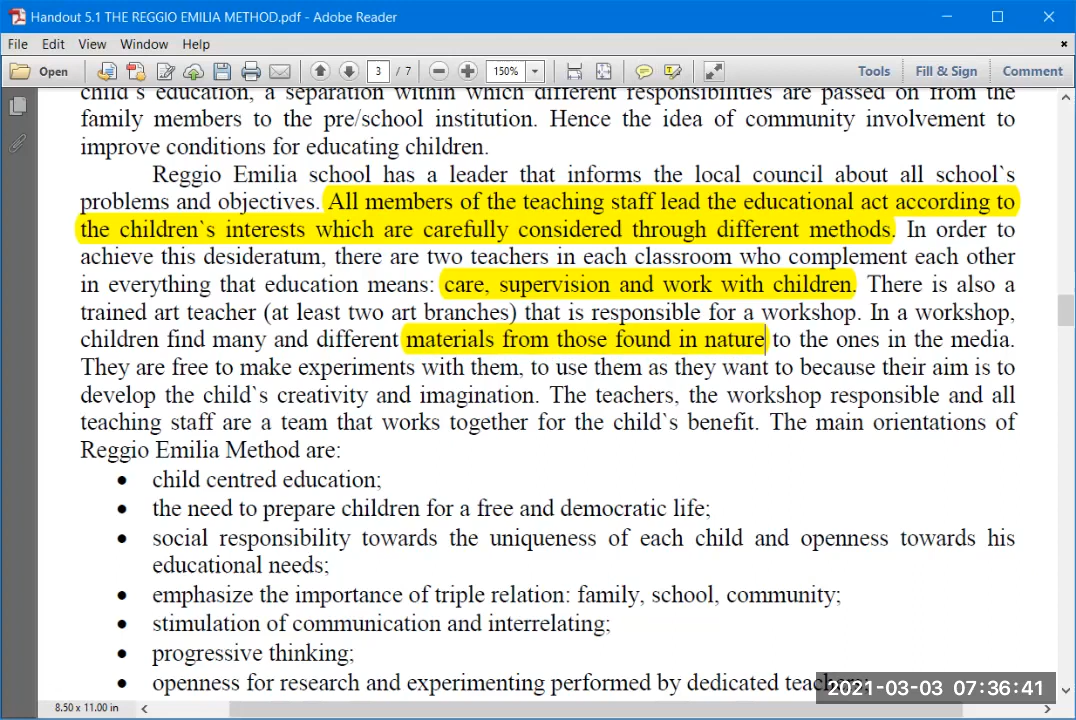 Handout 5.1 THE REGGIO EMILIA METHOD.pdf - Adobe Reader
File Edit View Window Help
Open 3 / 7 150% Tools Fill & Sign Comment
child`s education, a separation within which different responsibilities are passed on from the
family members to the pre/school institution. Hence the idea of community involvement to
improve conditions for educating children.
Reggio Emilia school has a leader that informs the local council about all school`s
problems and objectives. All members of the teaching staff lead the educational act according to
the children`s interests which are carefully considered through different methods. In order to
achieve this desideratum, there are two teachers in each classroom who complement each other
in everything that education means: care, supervision and work with children. There is also a
trained art teacher (at least two art branches) that is responsible for a workshop. In a workshop,
children find many and different materials from those found in nature to the ones in the media.
They are free to make experiments with them, to use them as they want to because their aim is to
develop the child`s creativity and imagination. The teachers, the workshop responsible and all
teaching staff are a team that works together for the child`s benefit. The main orientations of
Reggio Emilia Method are:
• child centred education;
• the need to prepare children for a free and democratic life;
• social responsibility towards the uniqueness of each child and openness towards his
educational needs;
• emphasize the importance of triple relation: family, school, community;
• stimulation of communication and interrelating;
• progressive thinking;
• openness for research and experimenting performed by dedicated
2021-03-03 07:36:41
8.50 x 11.00 in